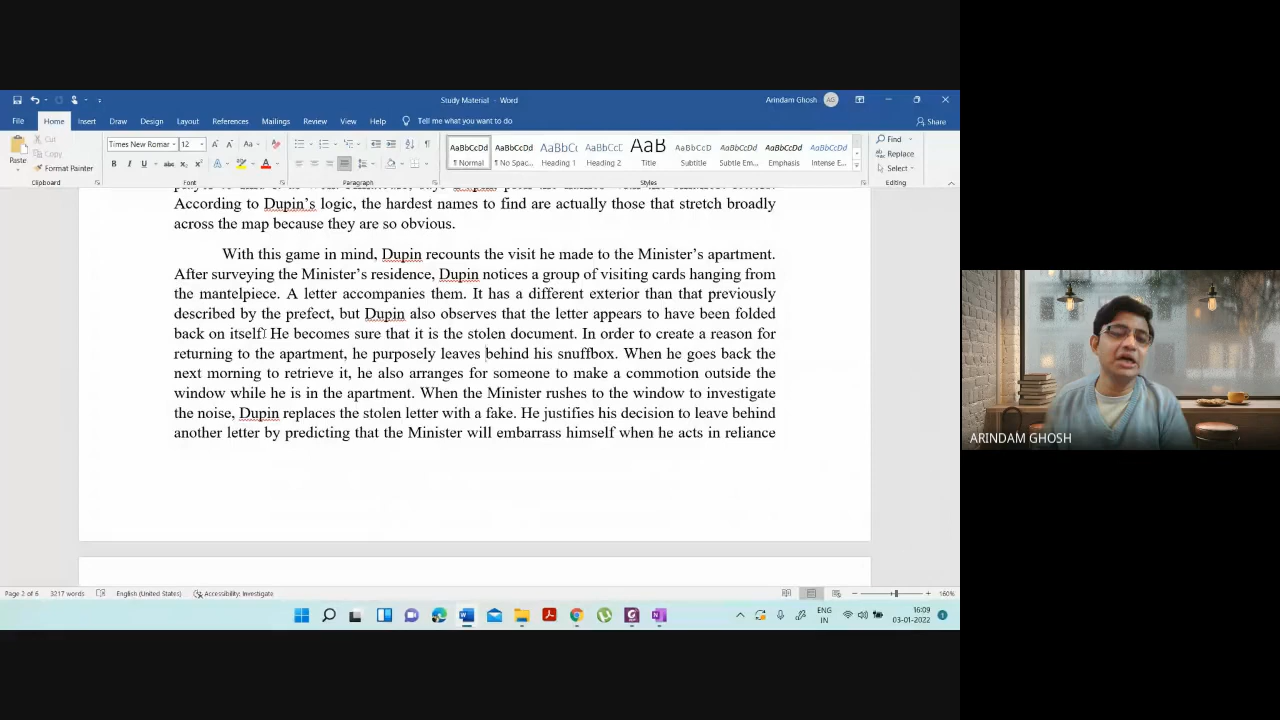 Study Material - Word
Arindam Ghosh AG
File Home Insert Draw Design Layout References Mailings Review View Help Tell me what you want to do Share
Paste Cut Copy Format Painter
Times New Romar 12
AaBbCcDd AaBbCcDd AaBbC AaBbCcC AaB AaBbCcD AaBbCcDd AaBbCcDd AaBbCcDd
¶ Normal ¶ No Spac... Heading 1 Heading 2 Title Subtitle Subtle Em... Emphasis Intense E...
Find Replace Select
Clipboard Font Paragraph Styles Editing
According to Dupin's logic, the hardest names to find are actually those that stretch broadly
across the map because they are so obvious.
With this game in mind, Dupin recounts the visit he made to the Minister's apartment.
After surveying the Minister's residence, Dupin notices a group of visiting cards hanging from
the mantelpiece. A letter accompanies them. It has a different exterior than that previously
described by the prefect, but Dupin also observes that the letter appears to have been folded
back on itself. He becomes sure that it is the stolen document. In order to create a reason for
returning to the apartment, he purposely leaves behind his snuffbox. When he goes back the
next morning to retrieve it, he also arranges for someone to make a commotion outside the
window while he is in the apartment. When the Minister rushes to the window to investigate
the noise, Dupin replaces the stolen letter with a fake. He justifies his decision to leave behind
another letter by predicting that the Minister will embarrass himself when he acts in reliance
Page 2 of 6 3217 words English (United States) Accessibility: Investigate 160%
ENG
IN
16:09
03-01-2022
ARINDAM GHOSH